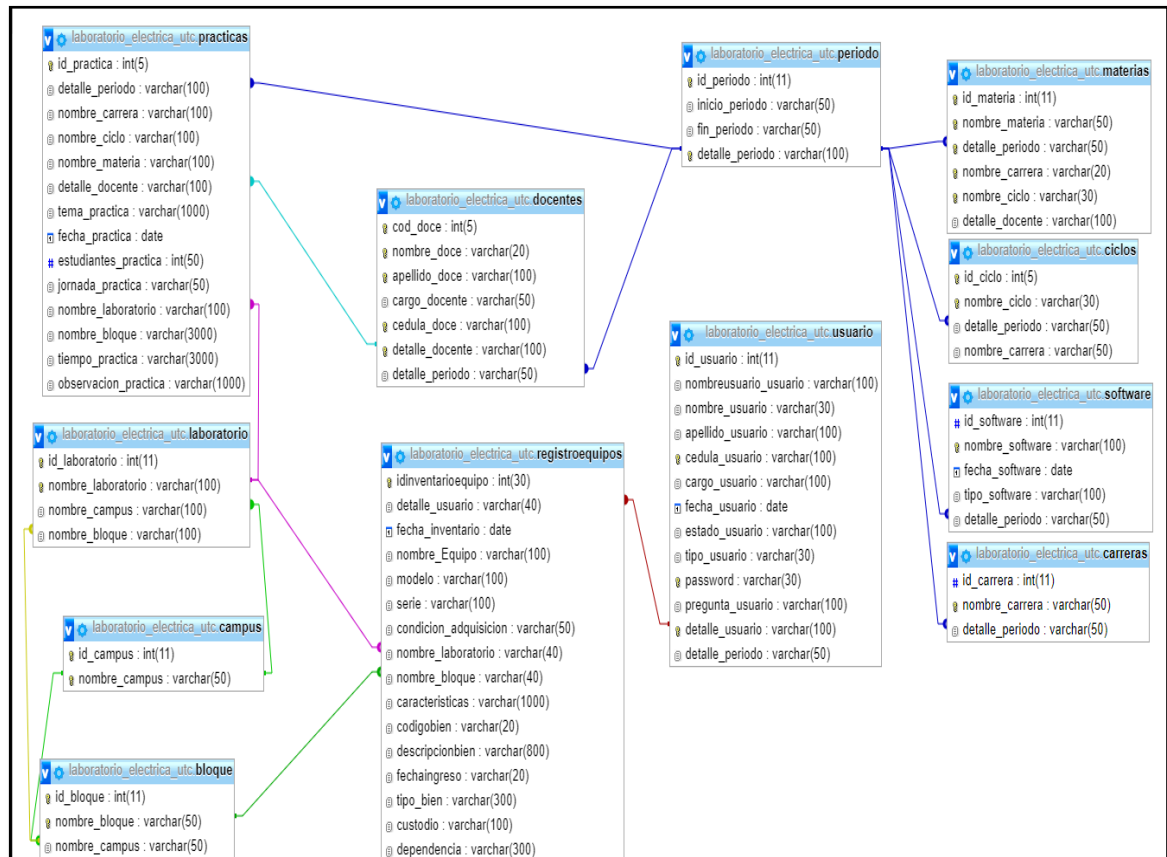 laboratorio_electrica_utc.practicas
id_practica : int(5)
detalle_periodo : varchar(100)
nombre_carrera : varchar(100)
nombre_ciclo : varchar(100)
nombre_materia : varchar(100)
detalle_docente : varchar(100)
tema_practica : varchar(1000)
fecha_practica : date
estudiantes_practica : int(50)
jornada_practica : varchar(50)
nombre_laboratorio : varchar(100)
nombre_bloque : varchar(3000)
tiempo_practica : varchar(3000)
observacion_practica : varchar(1000)
laboratorio_electrica_utc.periodo
id_periodo : int(11)
inicio_periodo : varchar(50)
fin_periodo : varchar(50)
detalle_periodo : varchar(100)
laboratorio_electrica_utc.materias
id_materia : int(11)
nombre_materia : varchar(50)
detalle_periodo : varchar(50)
nombre_carrera : varchar(20)
nombre_ciclo : varchar(30)
detalle_docente : varchar(100)
laboratorio_electrica_utc.docentes
cod_doce : int(5)
nombre_doce : varchar(20)
apellido_doce : varchar(100)
cargo_docente : varchar(50)
cedula_doce : varchar(100)
detalle_docente : varchar(100)
detalle_periodo : varchar(50)
laboratorio_electrica_utc.ciclos
id_ciclo : int(5)
nombre_ciclo : varchar(30)
detalle_periodo : varchar(50)
nombre_carrera : varchar(50)
laboratorio_electrica_utc.usuario
id_usuario : int(11)
nombreusuario_usuario : varchar(100)
nombre_usuario : varchar(30)
apellido_usuario : varchar(100)
cedula_usuario : varchar(100)
cargo_usuario : varchar(100)
fecha_usuario : date
estado_usuario : varchar(100)
tipo_usuario : varchar(30)
password : varchar(30)
pregunta_usuario : varchar(100)
detalle_usuario : varchar(100)
detalle_periodo : varchar(50)
laboratorio_electrica_utc.software
id_software : int(11)
nombre_software : varchar(100)
fecha_software : date
tipo_software : varchar(100)
detalle_periodo : varchar(50)
laboratorio_electrica_utc.laboratorio
id_laboratorio : int(11)
nombre_laboratorio : varchar(100)
nombre_campus : varchar(100)
nombre_bloque : varchar(100)
laboratorio_electrica_utc.registroequipos
idinventarioequipo : int(30)
detalle_usuario : varchar(40)
fecha_inventario : date
nombre_Equipo : varchar(100)
modelo : varchar(100)
serie : varchar(100)
condicion_adquisicion : varchar(50)
nombre_laboratorio : varchar(40)
nombre_bloque : varchar(40)
caracteristicas : varchar(1000)
codigobien : varchar(20)
descripcionbien : varchar(800)
fechaingreso : varchar(20)
tipo_bien : varchar(300)
custodio : varchar(100)
dependencia : varchar(300)
laboratorio_electrica_utc.carreras
id_carrera : int(11)
nombre_carrera : varchar(50)
detalle_periodo : varchar(50)
laboratorio_electrica_utc.campus
id_campus : int(11)
nombre_campus : varchar(50)
laboratorio_electrica_utc.bloque
id_bloque : int(11)
nombre_bloque : varchar(50)
nombre_campus : varchar(50)